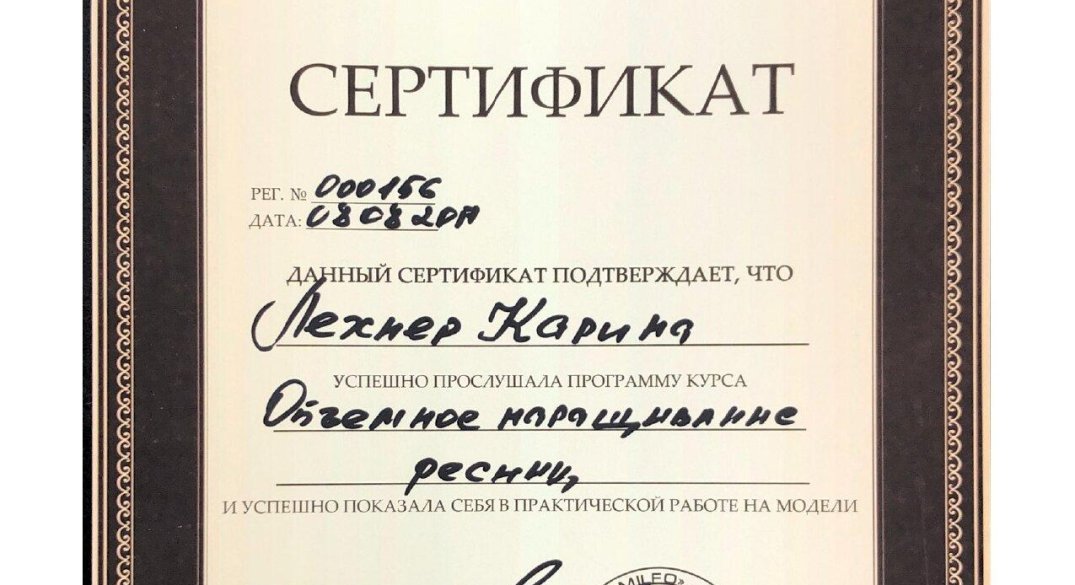 СЕРТИФИКАТ
РЕГ. № 000156
ДАТА: 08 08 2017
ДАННЫЙ СЕРТИФИКАТ ПОДТВЕРЖДАЕТ, ЧТО
Лехнер Карина
УСПЕШНО ПРОСЛУШАЛА ПРОГРАММУ КУРСА
Объемное наращивание
ресниц
И УСПЕШНО ПОКАЗАЛА СЕБЯ В ПРАКТИЧЕСКОЙ РАБОТЕ НА МОДЕЛИ